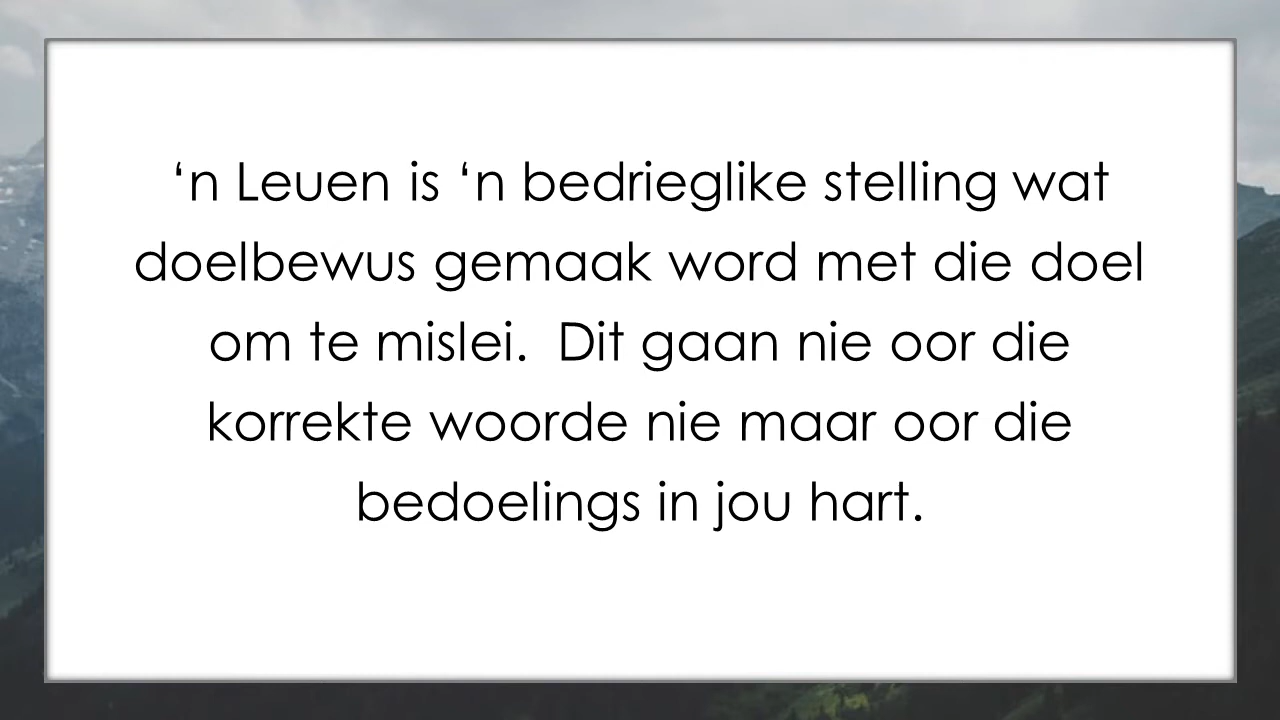 ‘n Leuen is ‘n bedrieglike stelling wat
doelbewus gemaak word met die doel
om te mislei.  Dit gaan nie oor die
korrekte woorde nie maar oor die
bedoelings in jou hart.